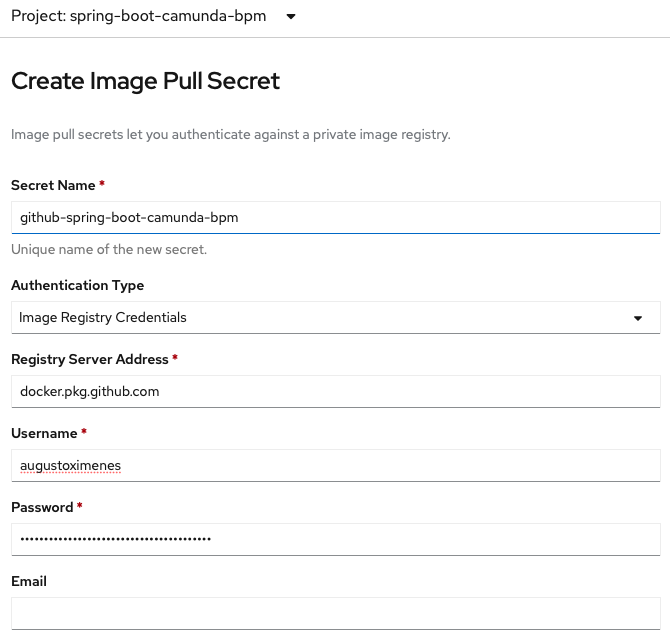 Project: spring-boot-camunda-bpm
Create Image Pull Secret
Image pull secrets let you authenticate against a private image registry.
Secret Name *
github-spring-boot-camunda-bpm
Unique name of the new secret.
Authentication Type
Image Registry Credentials
Registry Server Address *
docker.pkg.github.com
Username *
augustoximenes
Password *
••••••••••••••••••••••••••••••••••••••••
Email